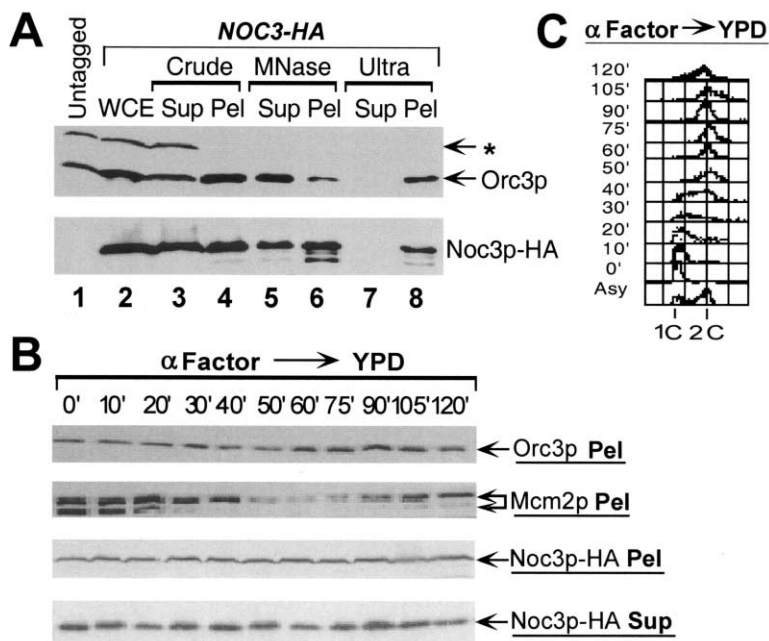 A
NOC3-HA
Untagged
Crude MNase Ultra
WCE Sup Pel Sup Pel Sup Pel
*
Orc3p
Noc3p-HA
1 2 3 4 5 6 7 8
C
α Factor → YPD
120'
105'
90'
75'
60'
50'
40'
30'
20'
10'
0'
Asy
1C 2C
B
α Factor → YPD
0' 10' 20' 30' 40' 50' 60' 75' 90' 105' 120'
Orc3p Pel
Mcm2p Pel
Noc3p-HA Pel
Noc3p-HA Sup